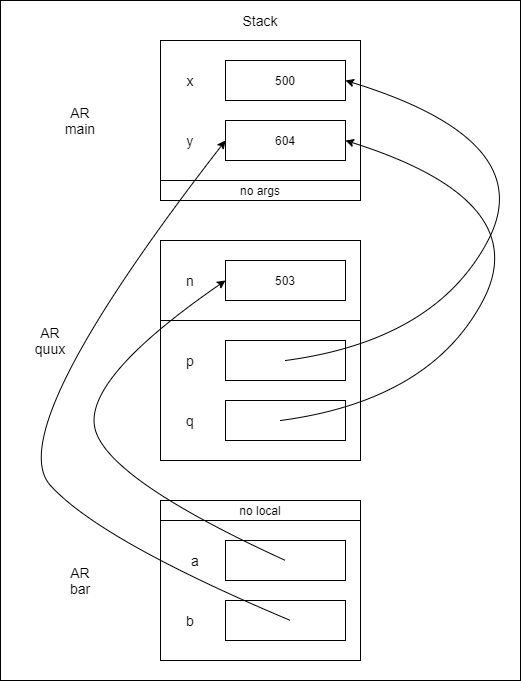 Stack
AR
main
x
500
y
604
no args
AR
quux
n
503
p
q
AR
bar
no local
a
b